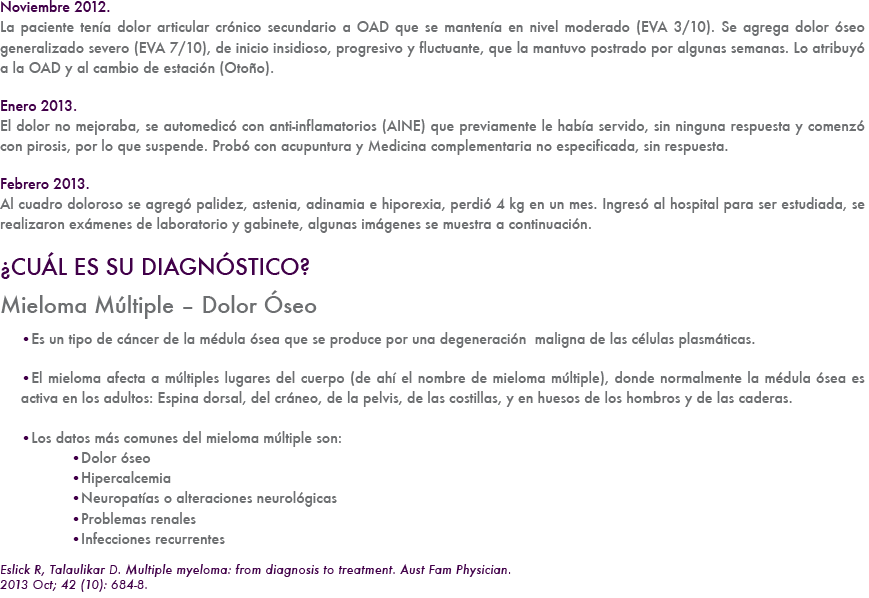 Noviembre 2012.
La paciente tenía dolor articular crónico secundario a OAD que se mantenía en nivel moderado (EVA 3/10). Se agrega dolor óseo
generalizado severo (EVA 7/10), de inicio insidioso, progresivo y fluctuante, que la mantuvo postrado por algunas semanas. Lo atribuyó
a la OAD y al cambio de estación (Otoño).
Enero 2013.
El dolor no mejoraba, se automedicó con anti-inflamatorios (AINE) que previamente le había servido, sin ninguna respuesta y comenzó
con pirosis, por lo que suspende. Probó con acupuntura y Medicina complementaria no especificada, sin respuesta.
Febrero 2013.
Al cuadro doloroso se agregó palidez, astenia, adinamia e hiporexia, perdió 4 kg en un mes. Ingresó al hospital para ser estudiada, se
realizaron exámenes de laboratorio y gabinete, algunas imágenes se muestra a continuación.
¿CUÁL ES SU DIAGNÓSTICO?
Mieloma Múltiple – Dolor Óseo
•Es un tipo de cáncer de la médula ósea que se produce por una degeneración  maligna de las células plasmáticas.
•El mieloma afecta a múltiples lugares del cuerpo (de ahí el nombre de mieloma múltiple), donde normalmente la médula ósea es
activa en los adultos: Espina dorsal, del cráneo, de la pelvis, de las costillas, y en huesos de los hombros y de las caderas.
•Los datos más comunes del mieloma múltiple son:
•Dolor óseo
•Hipercalcemia
•Neuropatías o alteraciones neurológicas
•Problemas renales
•Infecciones recurrentes
Eslick R, Talaulikar D. Multiple myeloma: from diagnosis to treatment. Aust Fam Physician.
2013 Oct; 42 (10): 684-8.